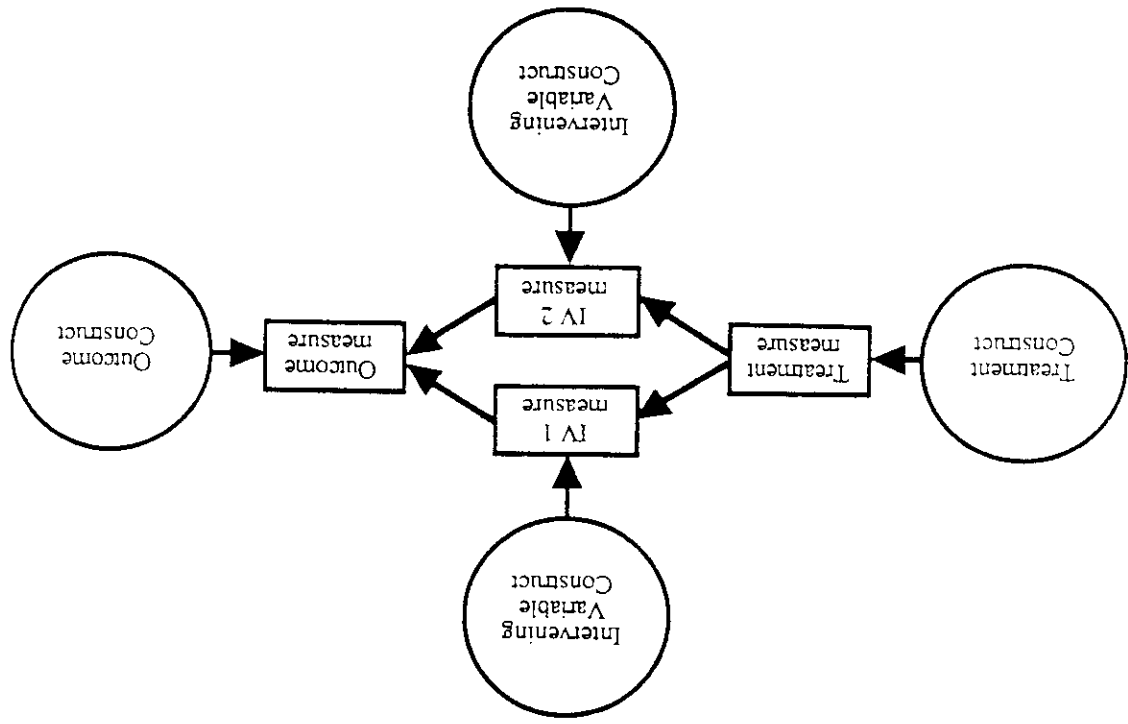 Intervening
Variable
Construct
Treatment
Construct
Treatment
measure
IV 1
measure
IV 2
measure
Outcome
measure
Outcome
Construct
Intervening
Variable
Construct